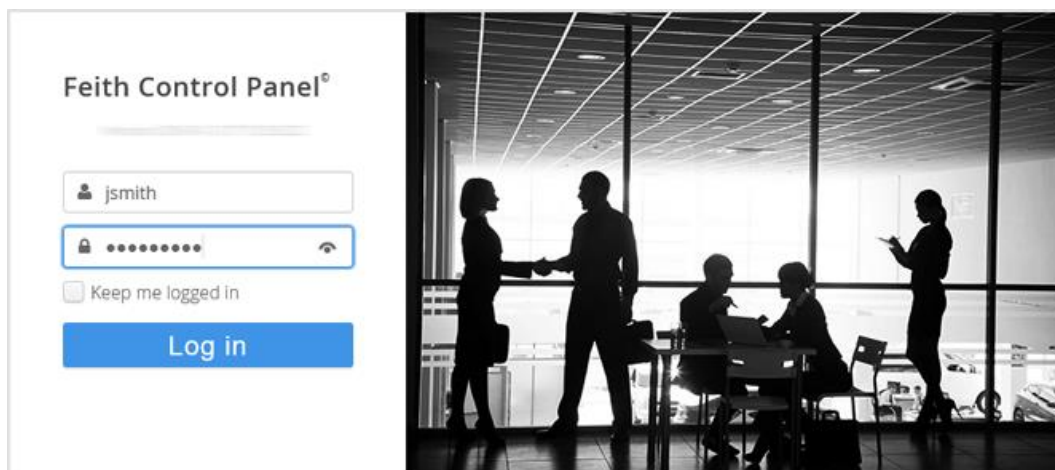 Feith Control Panel©
jsmith
•••••••••
Keep me logged in
Log in